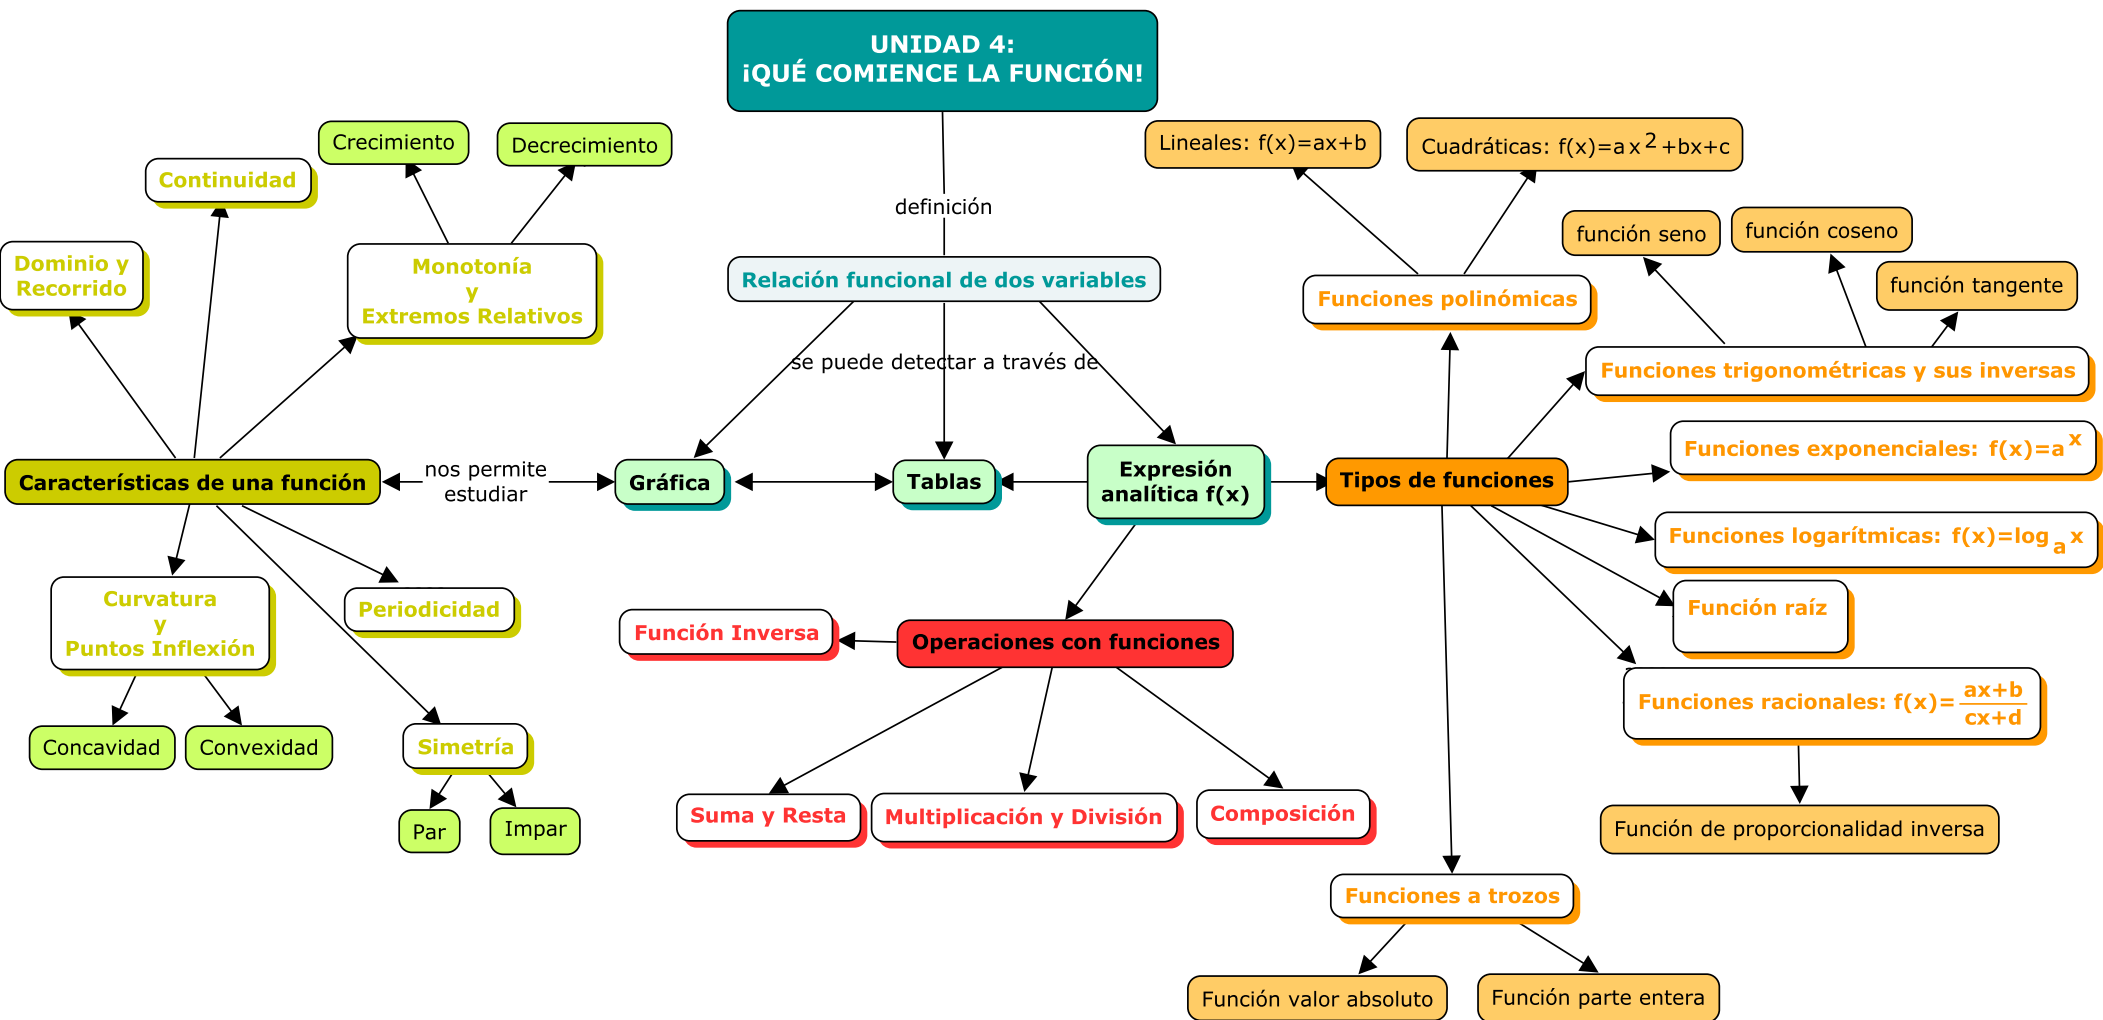 UNIDAD 4:
¡QUÉ COMIENCE LA FUNCIÓN!
definición
Relación funcional de dos variables
se puede detectar a través de
Crecimiento
Decrecimiento
Continuidad
Dominio y
Recorrido
Monotonía
y
Extremos Relativos
Características de una función
nos permite
estudiar
Gráfica
Tablas
Expresión
analítica f(x)
Tipos de funciones
Curvatura
y
Puntos Inflexión
Periodicidad
Concavidad
Convexidad
Simetría
Par
Impar
Función Inversa
Operaciones con funciones
Suma y Resta
Multiplicación y División
Composición
Lineales: f(x)=ax+b
Cuadráticas: f(x)=ax²+bx+c
función seno
función coseno
función tangente
Funciones polinómicas
Funciones trigonométricas y sus inversas
Funciones exponenciales: f(x)=aˣ
Funciones logarítmicas: f(x)=logₐx
Función raíz
Funciones racionales: f(x)=
ax+b
cx+d
Función de proporcionalidad inversa
Funciones a trozos
Función valor absoluto
Función parte entera